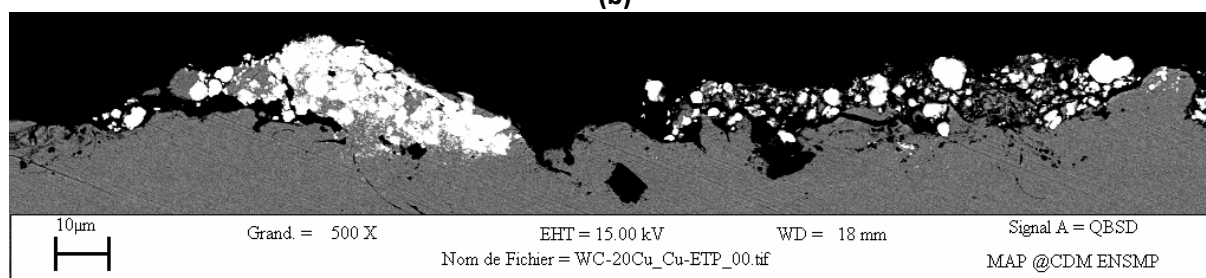 (b)
10µm
Grand. = 500 X EHT = 15.00 kV WD = 18 mm Signal A = QBSD
Nom de Fichier = WC-20Cu_Cu-ETP_00.tif MAP @CDM ENSMP